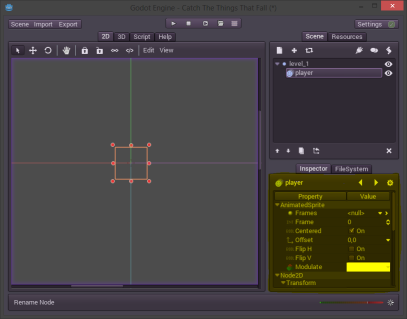 Godot Engine - Catch The Things That Fall (*)
Scene Import Export
Settings
2D 3D Script Help
Scene Resources
Edit View
level_1
player
Inspector FileSystem
player
Property Value
AnimatedSprite
Frames <null>
Frame 0
Centered On
Offset 0,0
Flip H On
Flip V On
Modulate
Node2D
Transform
Rename Node